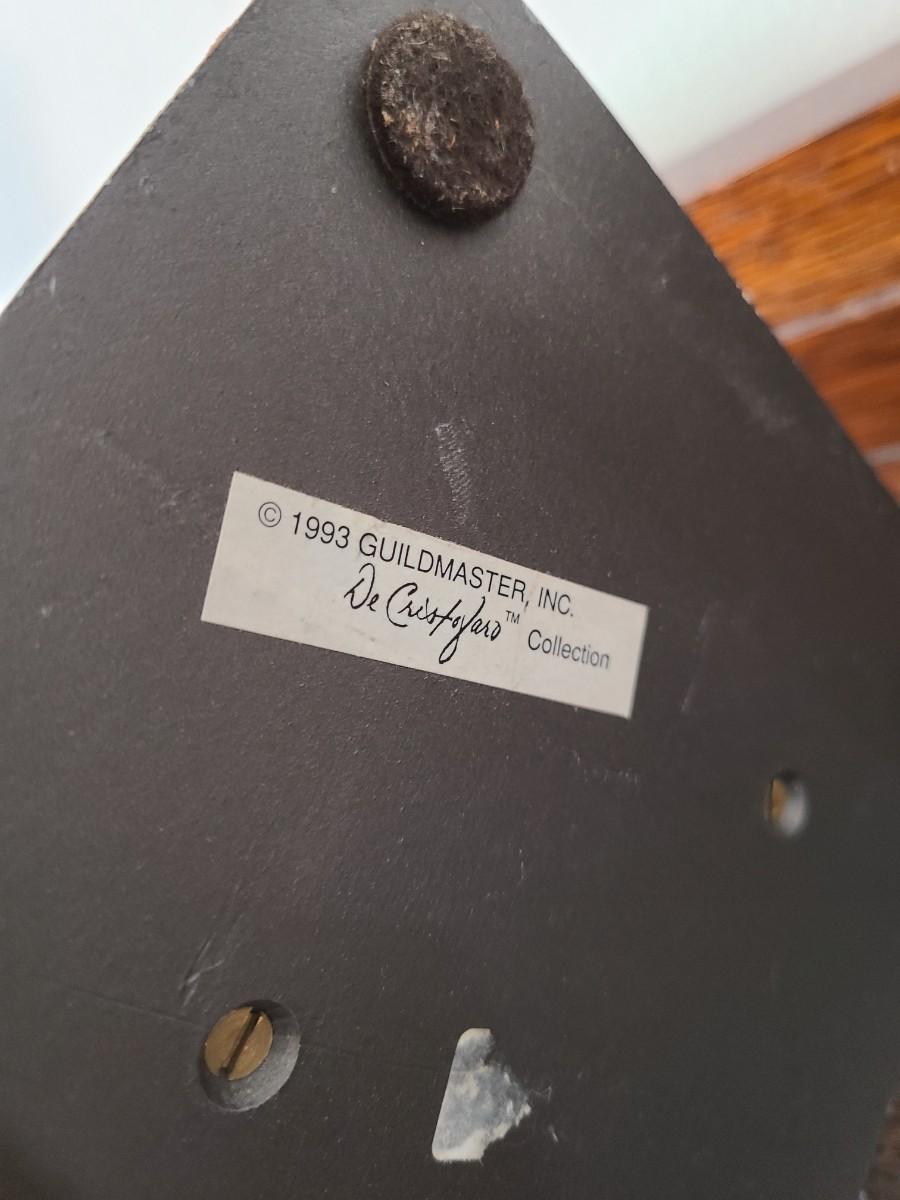 © 1993 GUILDMASTER, INC.
De Cristofaro™ Collection